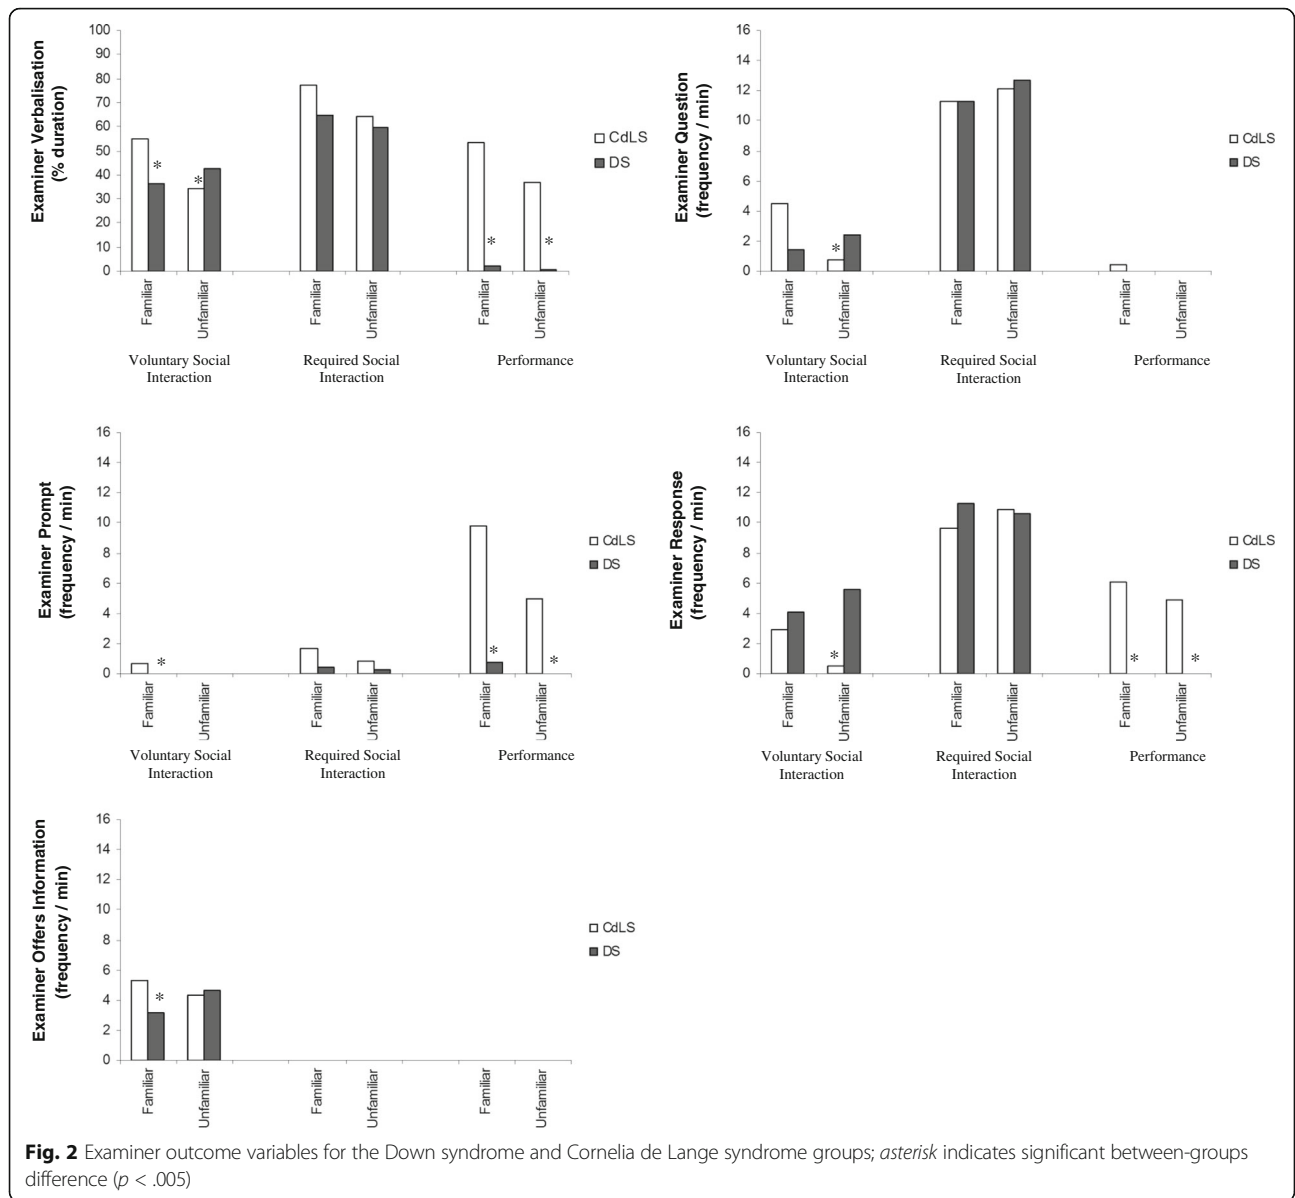 Examiner Verbalisation
(% duration)
100
90
80
70
60
50
40
30
20
10
0
*
*
*
*
CdLS
DS
Familiar
Unfamiliar
Familiar
Unfamiliar
Familiar
Unfamiliar
Voluntary Social
Interaction
Required Social
Interaction
Performance
Examiner Question
(frequency / min)
16
14
12
10
8
6
4
2
0
*
CdLS
DS
Familiar
Unfamiliar
Familiar
Unfamiliar
Familiar
Unfamiliar
Voluntary Social
Interaction
Required Social
Interaction
Performance
Examiner Prompt
(frequency / min)
16
14
12
10
8
6
4
2
0
*
*
*
CdLS
DS
Familiar
Unfamiliar
Familiar
Unfamiliar
Familiar
Unfamiliar
Voluntary Social
Interaction
Required Social
Interaction
Performance
Examiner Response
(frequency / min)
16
14
12
10
8
6
4
2
0
*
*
*
CdLS
DS
Familiar
Unfamiliar
Familiar
Unfamiliar
Familiar
Unfamiliar
Voluntary Social
Interaction
Required Social
Interaction
Performance
Examiner Offers Information
(frequency / min)
16
14
12
10
8
6
4
2
0
*
CdLS
DS
Familiar
Unfamiliar
Familiar
Unfamiliar
Familiar
Unfamiliar
Fig. 2 Examiner outcome variables for the Down syndrome and Cornelia de Lange syndrome groups; asterisk indicates significant between-groups
difference (p < .005)